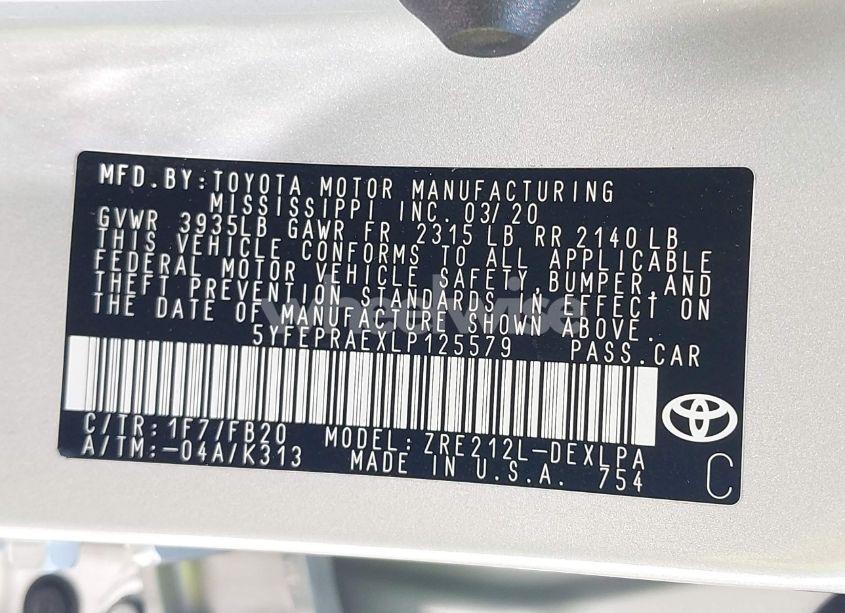 MFD.BY:TOYOTA MOTOR MANUFACTURING
MISSISSIPPI INC. 03/20
GVWR 3935LB GAWR FR 2315 LB RR 2140 LB
THIS VEHICLE CONFORMS TO ALL APPLICABLE
FEDERAL MOTOR VEHICLE SAFETY, BUMPER, AND
THEFT PREVENTION STANDARDS IN EFFECT ON
THE DATE OF MANUFACTURE SHOWN ABOVE.
5YFEPRAEXLP125579 PASS.CAR
C/TR: 1F7/FB20 MODEL: ZRE212L-DEXLPA
A/TM:-04A/K313 MADE IN U.S.A. 754
C
wheelwise